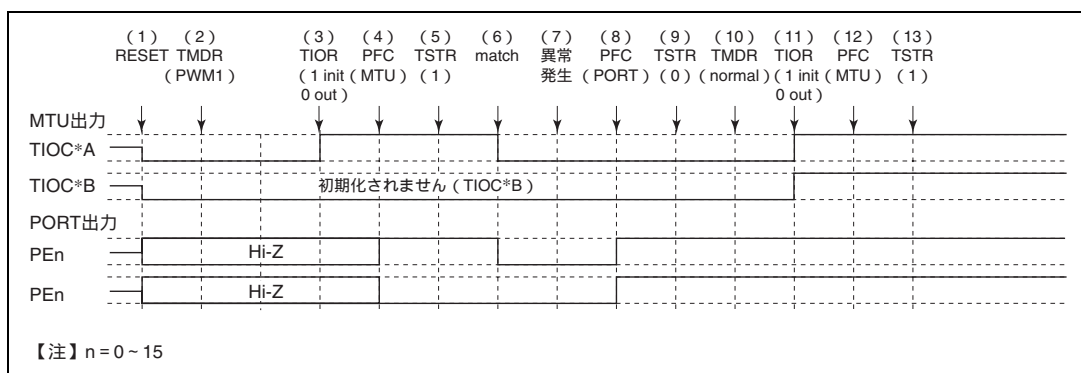 (1) (2) (3) (4) (5) (6) (7) (8) (9) (10) (11) (12) (13)
RESET TMDR TIOR PFC TSTR match 異常 PFC TSTR TMDR TIOR PFC TSTR
(PWM1) (1 init (MTU) (1) 発生 (PORT) (0) (normal) (1 init (MTU) (1)
0 out) 0 out)
MTU出力
TIOC*A
TIOC*B 初期化されません(TIOC*B)
PORT出力
PEn Hi-Z
PEn Hi-Z
【注】n = 0~15